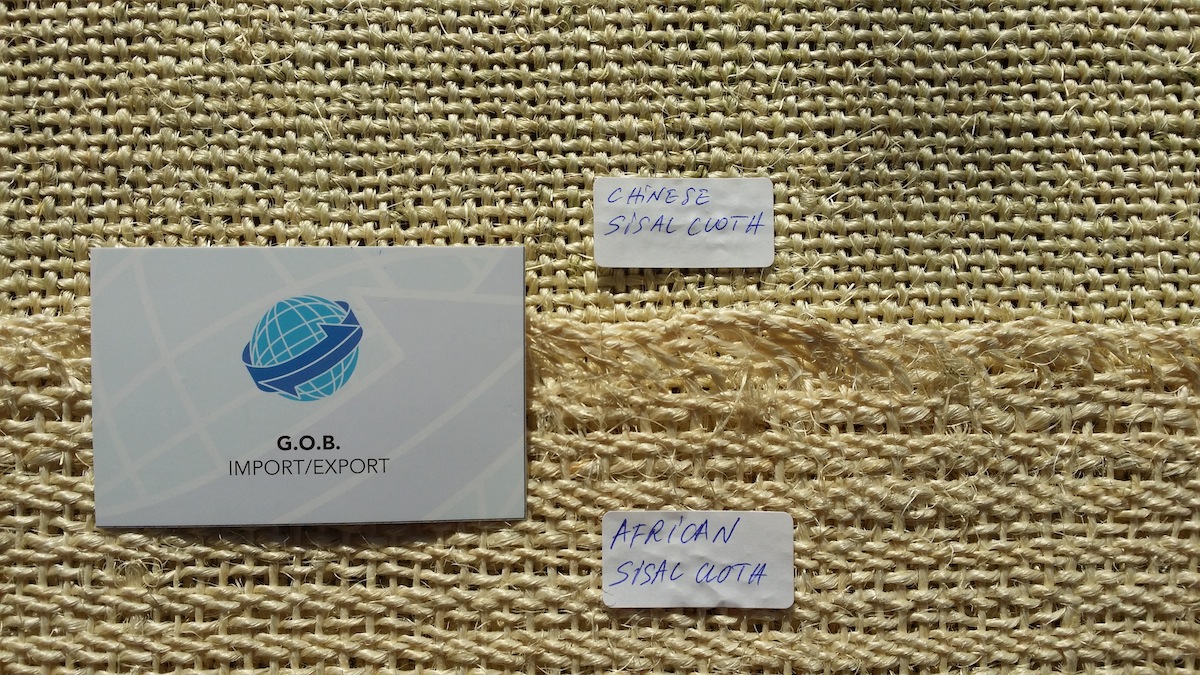 CHINESE
SISAL CLOTH
G.O.B.
IMPORT/EXPORT
AFRICAN
SISAL CLOTH